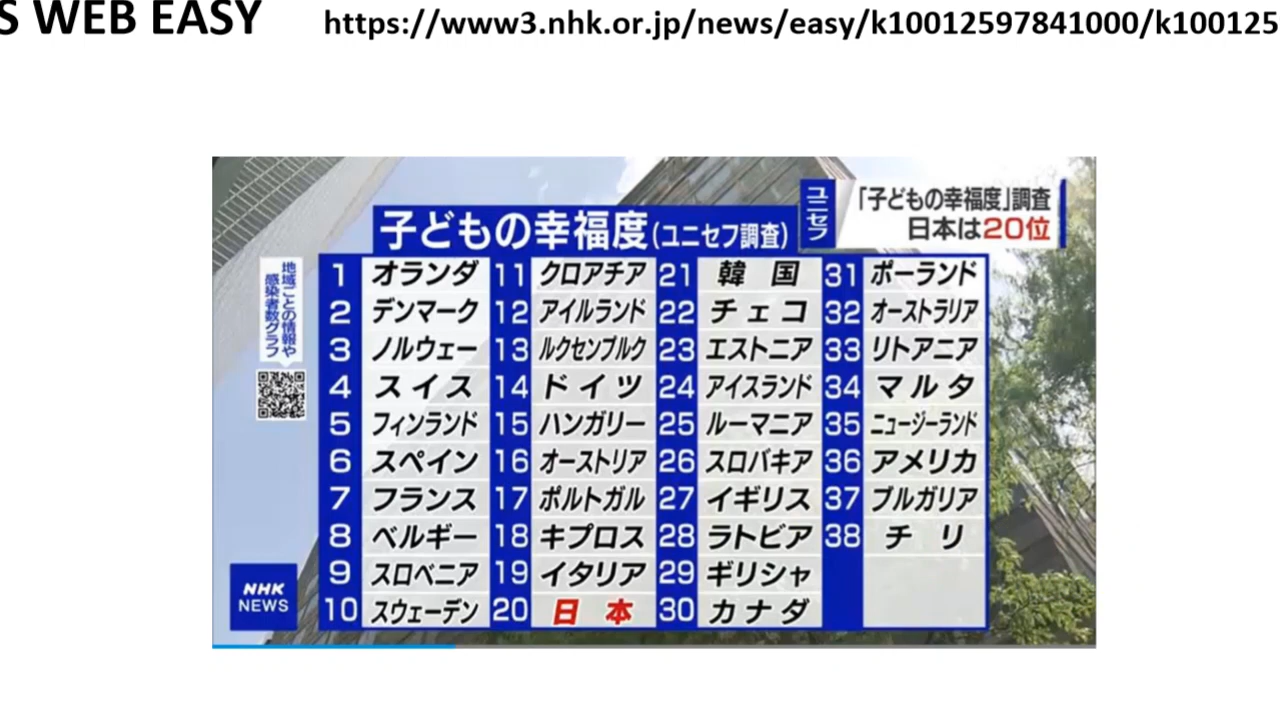 S WEB EASY https://www3.nhk.or.jp/news/easy/k10012597841000/k100125
ユニセフ
「子どもの幸福度」調査
日本は20位
子どもの幸福度(ユニセフ調査)
地域ごとの情報や
感染者数グラフ
1 オランダ 11 クロアチア 21 韓国 31 ポーランド
2 デンマーク 12 アイルランド 22 チェコ 32 オーストラリア
3 ノルウェー 13 ルクセンブルク 23 エストニア 33 リトアニア
4 スイス 14 ドイツ 24 アイスランド 34 マルタ
5 フィンランド 15 ハンガリー 25 ルーマニア 35 ニュージーランド
6 スペイン 16 オーストリア 26 スロバキア 36 アメリカ
7 フランス 17 ポルトガル 27 イギリス 37 ブルガリア
8 ベルギー 18 キプロス 28 ラトビア 38 チリ
9 スロベニア 19 イタリア 29 ギリシャ
10 スウェーデン 20 日本 30 カナダ
NHK
NEWS